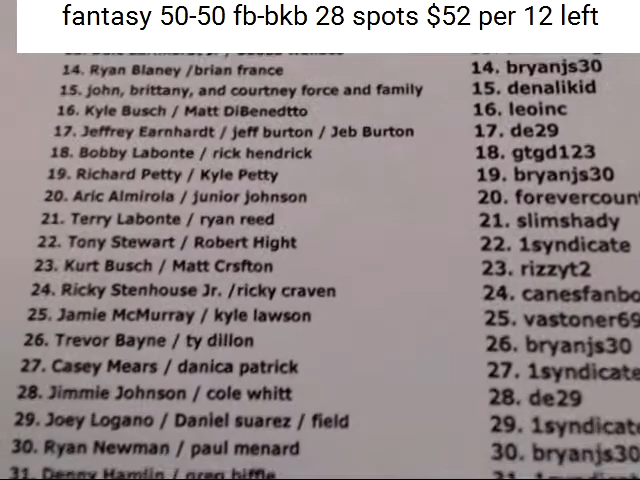 fantasy 50-50 fb-bkb 28 spots $52 per 12 left
14. Ryan Blaney /brian france 14. bryanjs30
15. john, brittany, and courtney force and family 15. denalikid
16. Kyle Busch / Matt DiBenedtto 16. leoinc
17. Jeffrey Earnhardt / jeff burton / Jeb Burton 17. de29
18. Bobby Labonte / rick hendrick 18. gtgd123
19. Richard Petty / Kyle Petty 19. bryanjs30
20. Aric Almirola / junior johnson 20. forevercoun
21. Terry Labonte / ryan reed 21. slimshady
22. Tony Stewart / Robert Hight 22. 1syndicate
23. Kurt Busch / Matt Crsfton 23. rizzyt2
24. Ricky Stenhouse Jr. /ricky craven 24. canesfanbo
25. Jamie McMurray / kyle lawson 25. vastoner69
26. Trevor Bayne / ty dillon 26. bryanjs30
27. Casey Mears / danica patrick 27. 1syndicate
28. Jimmie Johnson / cole whitt 28. de29
29. Joey Logano / Daniel suarez / field 29. 1syndicate
30. Ryan Newman / paul menard 30. bryanjs30
31. Denny Hamlin / greg biffle